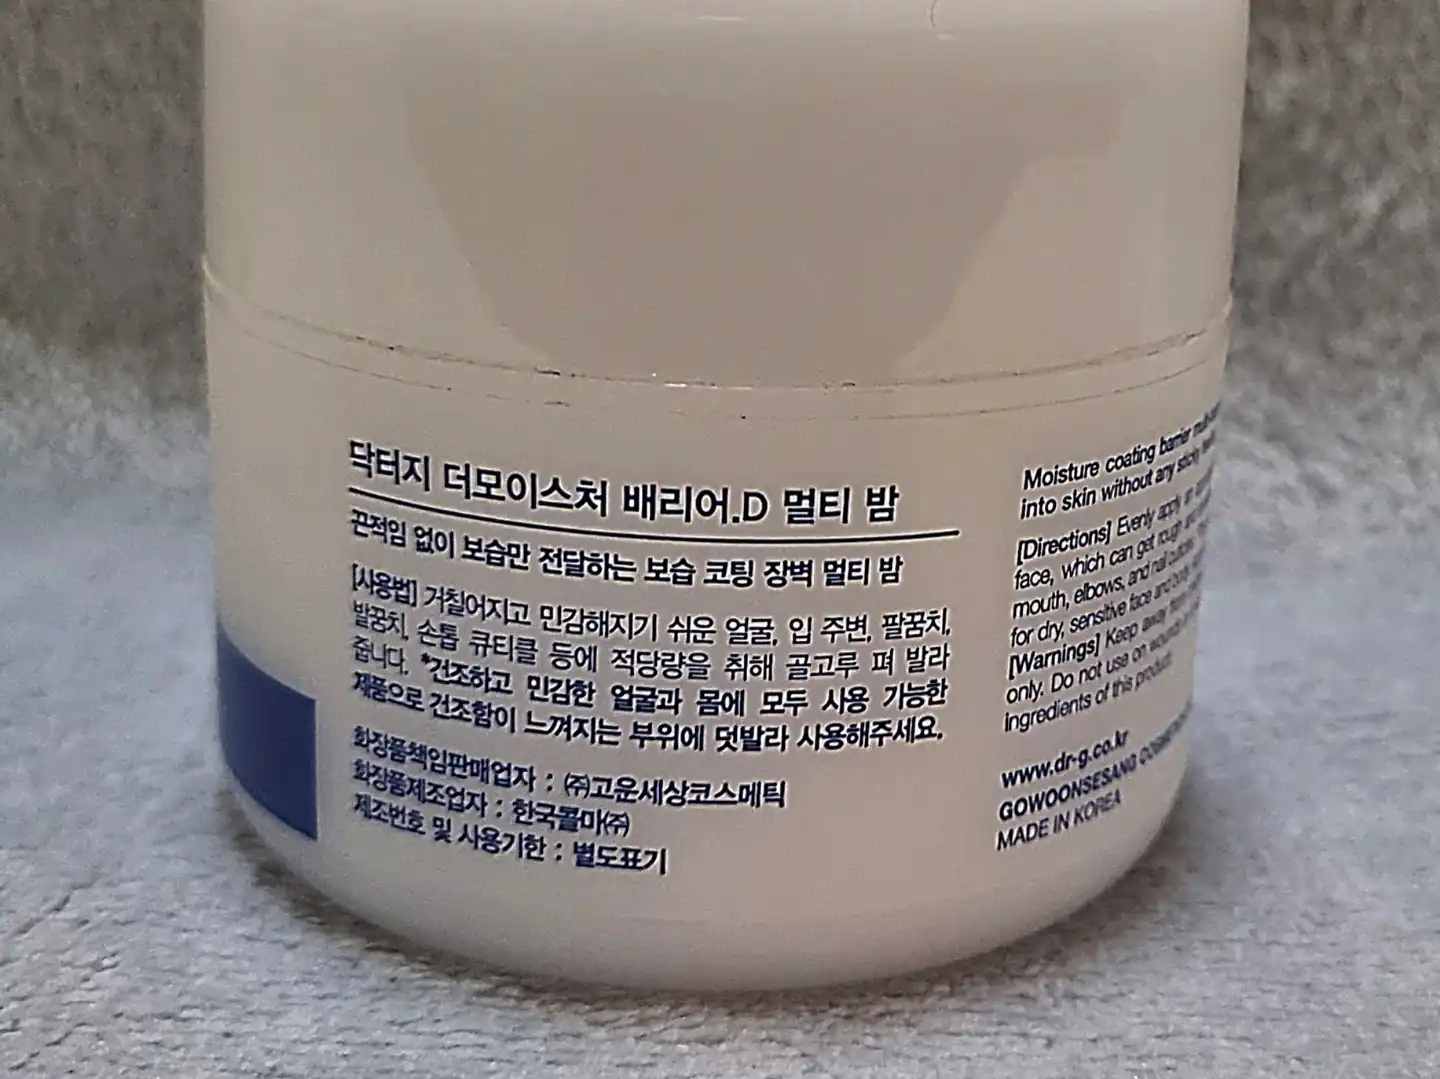 닥터지 더모이스처 배리어.D 멀티 밤
끈적임 없이 보습만 전달하는 보습 코팅 장벽 멀티 밤
[사용법] 거칠어지고 민감해지기 쉬운 얼굴, 입 주변, 팔꿈치,
발꿈치, 손톱 큐티클 등에 적당량을 취해 골고루 펴 발라
줍니다. *건조하고 민감한 얼굴과 몸에 모두 사용 가능한
제품으로 건조함이 느껴지는 부위에 덧발라 사용해주세요.
화장품책임판매업자 : ㈜고운세상코스메틱
화장품제조업자 : 한국콜마㈜
제조번호 및 사용기한 : 별도표기
Moisture coating barrier
into skin without any sticky
[Directions] Evenly apply an
face, which can get rough and
mouth, elbows, and nail cuticles.
for dry, sensitive face and body,
[Warnings] Keep away from
only. Do not use on wounds
ingredients of this product.
www.dr-g.co.kr
GOWOONSESANG
MADE IN KOREA